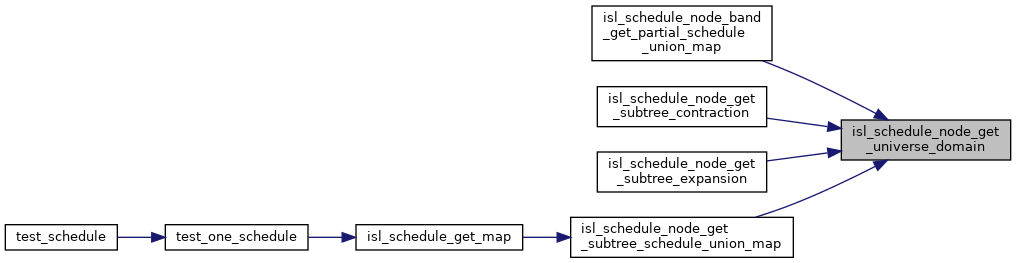 isl_schedule_node_band
_get_partial_schedule
_union_map
isl_schedule_node_get
_subtree_contraction
isl_schedule_node_get
_universe_domain
isl_schedule_node_get
_subtree_expansion
test_schedule
test_one_schedule
isl_schedule_get_map
isl_schedule_node_get
_subtree_schedule_union_map